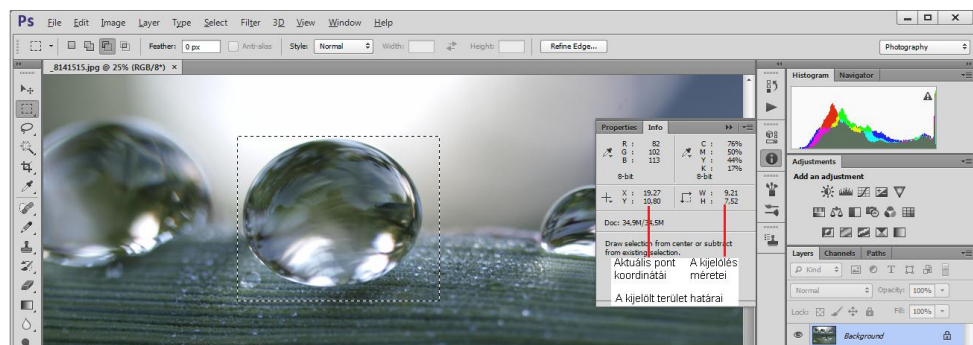 Ps File Edit Image Layer Type Select Filter 3D View Window Help
Feather: 0 px Anti-alias Style: Normal Width: Height: Refine Edge... Photography
_8141515.jpg @ 25% (RGB/8*) ×
Histogram Navigator
Properties Info
R : 82 C : 76%
G : 102 M : 50%
B : 113 Y : 44%
K : 17%
8-bit 8-bit
X : 19,27 W : 9,21
Y : 10,80 H : 7,52
Doc: 34,9M/34,5M
Draw selection from center or subtract
from existing selection.
Aktuális pont A kijelölés
koordinátái méretei
A kijelölt terület határai
Adjustments
Add an adjustment
Layers Channels Paths
Kind
Normal Opacity: 100%
Lock: Fill: 100%
Background